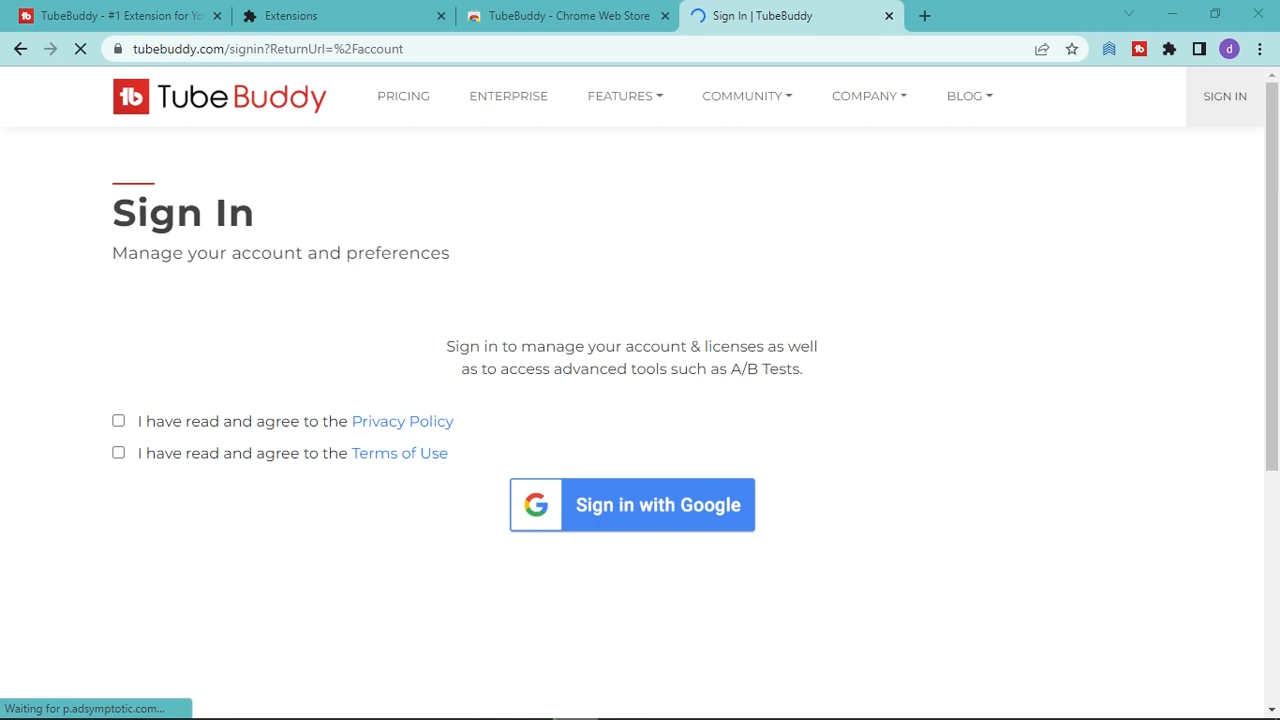 TubeBuddy - #1 Extension for Yo
Extensions
TubeBuddy - Chrome Web Store
Sign In | TubeBuddy
tubebuddy.com/signin?ReturnUrl=%2Faccount
d
tb TubeBuddy
PRICING
ENTERPRISE
FEATURES
COMMUNITY
COMPANY
BLOG
SIGN IN
Sign In
Manage your account and preferences
Sign in to manage your account & licenses as well
as to access advanced tools such as A/B Tests.
I have read and agree to the Privacy Policy
I have read and agree to the Terms of Use
G Sign in with Google
Waiting for p.adsymptotic.com...